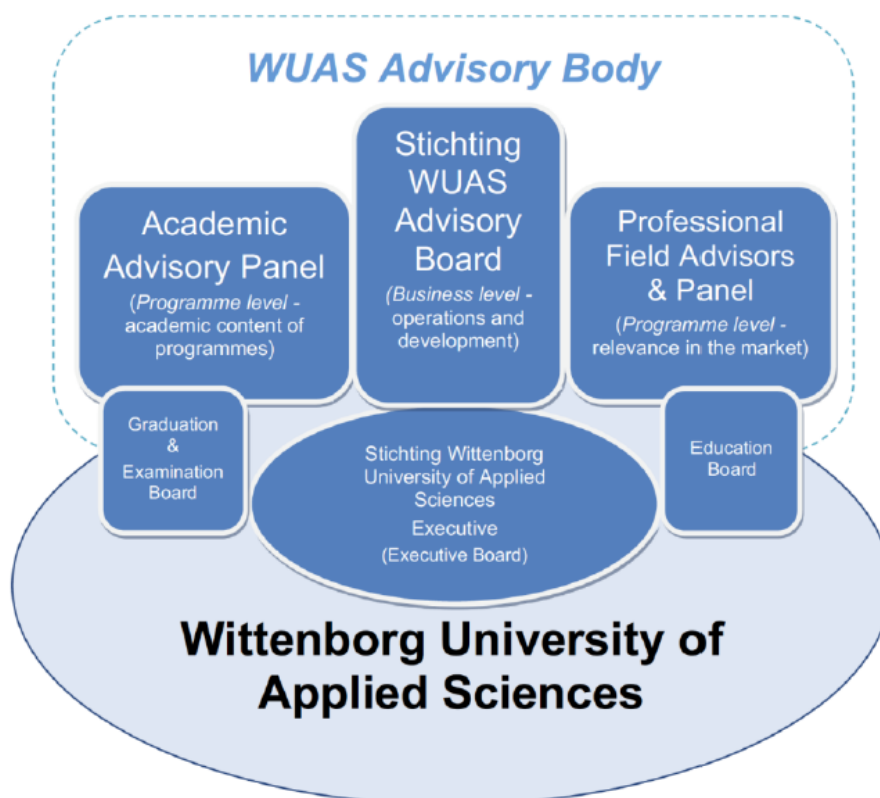 WUAS Advisory Body
Academic
Advisory Panel
(Programme level -
academic content of
programmes)
Stichting
WUAS
Advisory
Board
(Business level -
operations and
development)
Professional
Field Advisors
& Panel
(Programme level -
relevance in the market)
Graduation
&
Examination
Board
Stichting Wittenborg
University of Applied
Sciences
Executive
(Executive Board)
Education
Board
Wittenborg University of
Applied Sciences